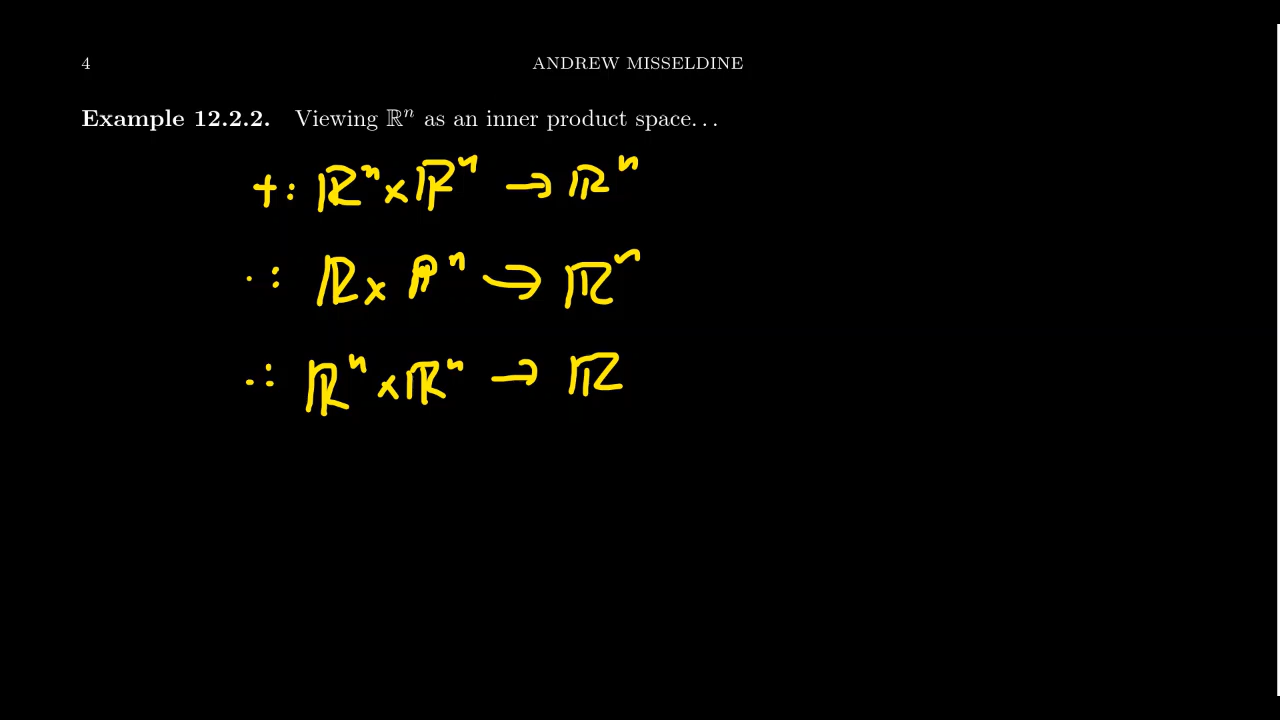 4 ANDREW MISSELDINE
Example 12.2.2. Viewing ℝⁿ as an inner product space...
+: ℝⁿ × ℝⁿ → ℝⁿ
·: ℝ × ℝⁿ → ℝⁿ
·: ℝⁿ × ℝⁿ → ℝ